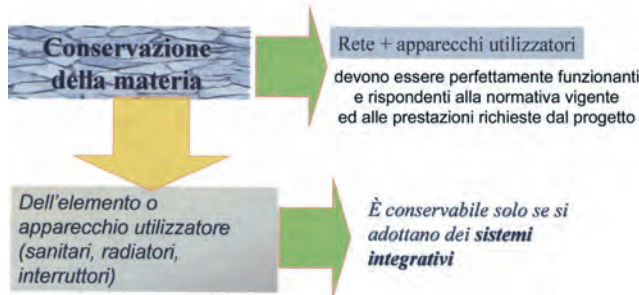 Conservazione
della materia
Rete + apparecchi utilizzatori
devono essere perfettamente funzionanti
e rispondenti alla normativa vigente
ed alle prestazioni richieste dal progetto
Dell'elemento o
apparecchio utilizzatore
(sanitari, radiatori,
interruttori)
È conservabile solo se si
adottano dei sistemi
integrativi